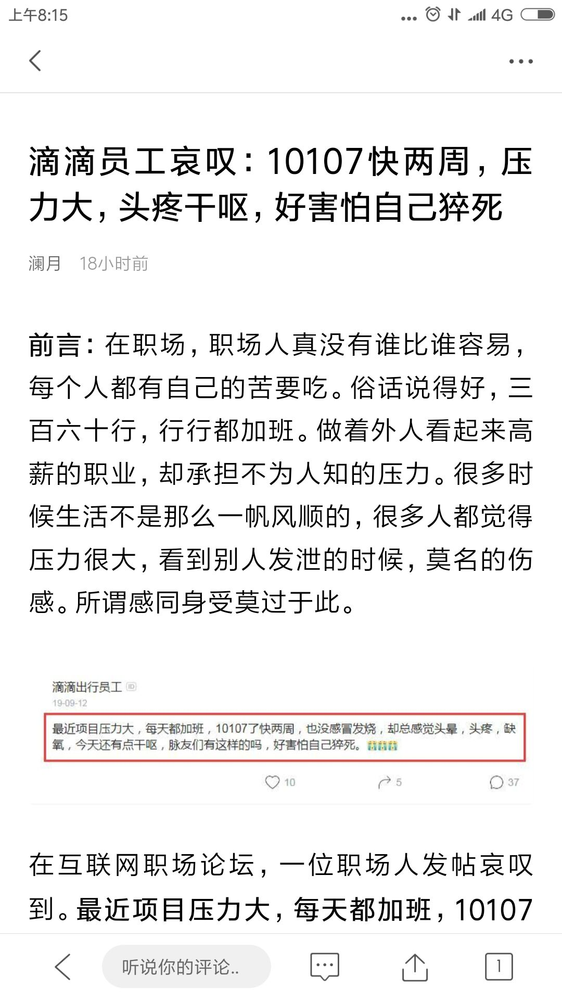 上午8:15
4G
滴滴员工哀叹：10107快两周，压
力大，头疼干呕，好害怕自己猝死
澜月 18小时前
前言：在职场，职场人真没有谁比谁容易，
每个人都有自己的苦要吃。俗话说得好，三
百六十行，行行都加班。做着外人看起来高
薪的职业，却承担不为人知的压力。很多时
候生活不是那么一帆风顺的，很多人都觉得
压力很大，看到别人发泄的时候，莫名的伤
感。所谓感同身受莫过于此。
滴滴出行员工 ID
19-09-12
最近项目压力大，每天都加班，10107了快两周，也没感冒发烧，却总感觉头晕，头疼，缺
氧，今天还有点干呕，脉友们有这样的吗，好害怕自己猝死。😭😭😭
10 5 37
在互联网职场论坛，一位职场人发帖哀叹
到。最近项目压力大，每天都加班，10107
听说你的评论..
1